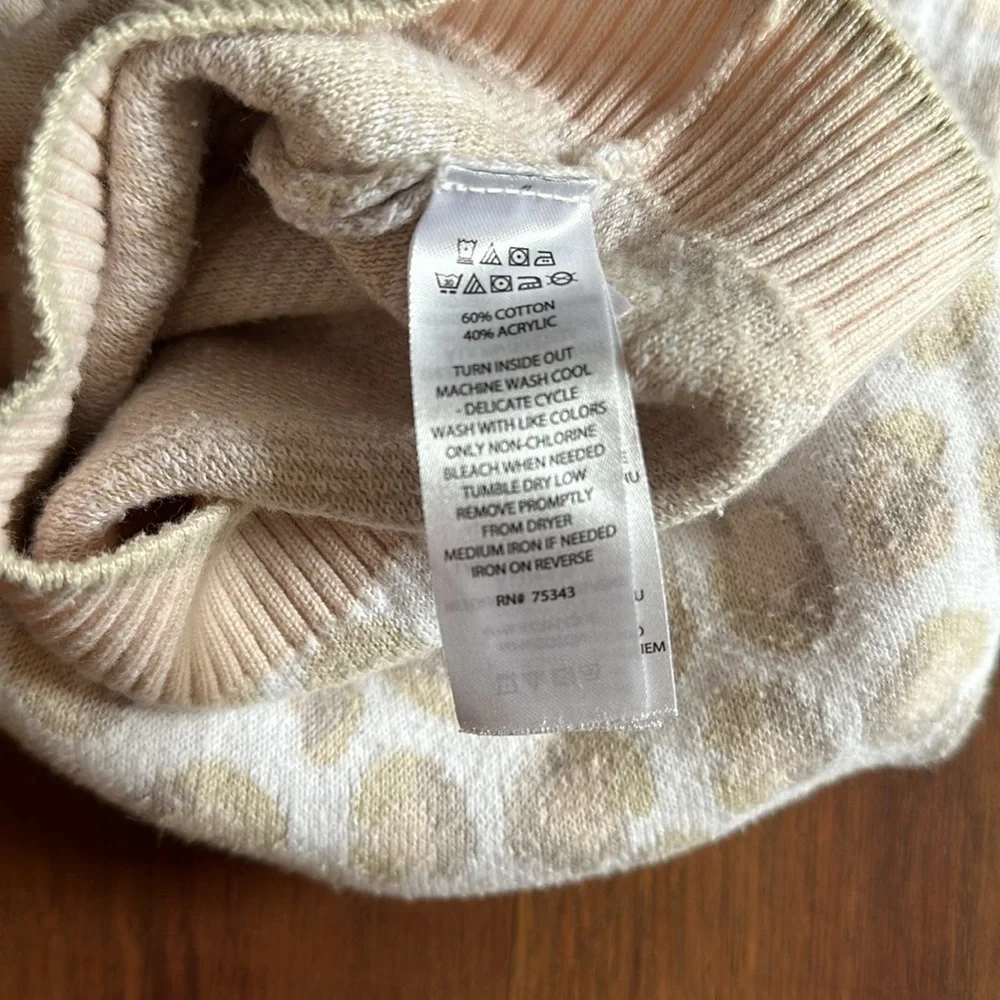 60% COTTON
40% ACRYLIC
TURN INSIDE OUT
MACHINE WASH COOL
- DELICATE CYCLE
WASH WITH LIKE COLORS
ONLY NON-CHLORINE
BLEACH WHEN NEEDED
TUMBLE DRY LOW
REMOVE PROMPTLY
FROM DRYER
MEDIUM IRON IF NEEDED
IRON ON REVERSE
RN# 75343